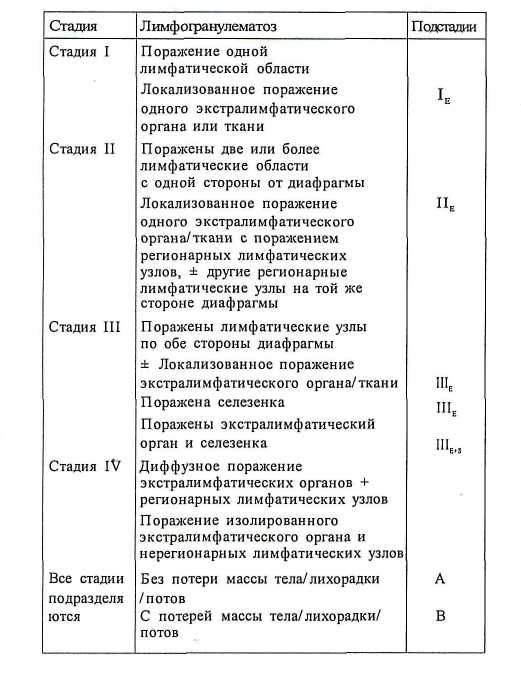 Стадия Лимфогранулематоз Подстадии
Стадия I Поражение одной
лимфатической области
Локализованное поражение
одного экстралимфатического I_E
органа или ткани
Стадия II Поражены две или более
лимфатические области
с одной стороны от диафрагмы
Локализованное поражение II_E
одного экстралимфатического
органа/ткани с поражением
регионарных лимфатических
узлов, ± другие регионарные
лимфатические узлы на той же
стороне диафрагмы
Стадия III Поражены лимфатические узлы
по обе стороны диафрагмы
± Локализованное поражение
экстралимфатического органа/ткани III_E
Поражена селезенка III_E
Поражены экстралимфатический
орган и селезенка III_E,s
Стадия IV Диффузное поражение
экстралимфатических органов +
регионарных лимфатических узлов
Поражение изолированного
экстралимфатического органа и
нерегионарных лимфатических узлов
Все стадии Без потери массы тела/лихорадки A
подразделя /потов
ются С потерей массы тела/лихорадки/ B
потов